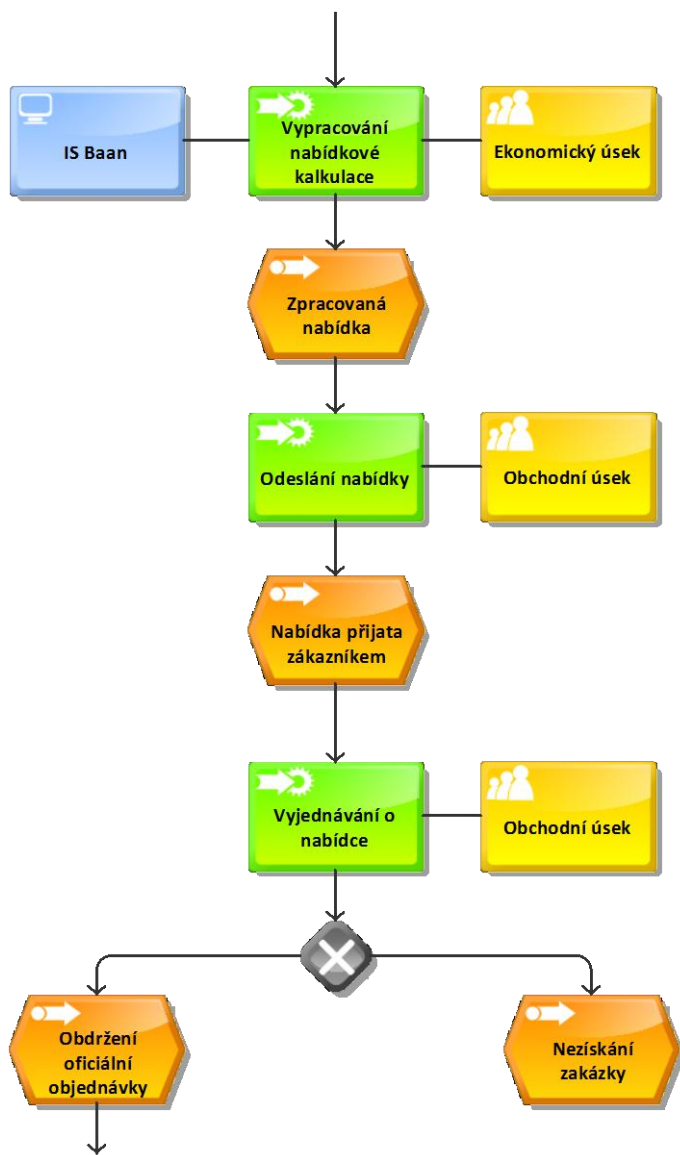 IS Baan
Vypracování
nabídkové
kalkulace
Ekonomický úsek
Zpracovaná
nabídka
Odeslání nabídky
Obchodní úsek
Nabídka přijata
zákazníkem
Vyjednávání o
nabídce
Obchodní úsek
Obdržení
oficiální
objednávky
Nezískání
zakázky